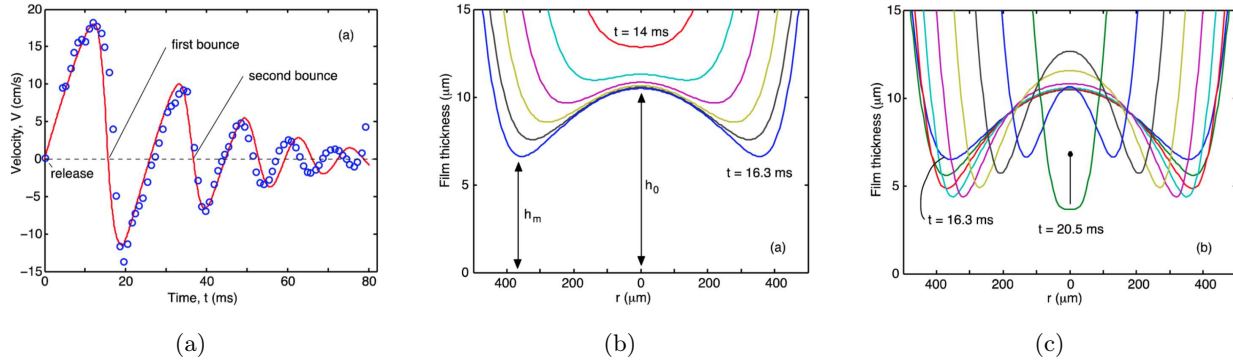 20
15
10
5
0
−5
−10
−15
Velocity, V (cm/s)
(a)
first bounce
second bounce
release
0 20 40 60 80
Time, t (ms)
15
10
5
0
Film thickness (μm)
t = 14 ms
t = 16.3 ms
hm
h0
(a)
400 200 0 200 400
r (μm)
15
10
5
0
Film thickness (μm)
t = 16.3 ms
t = 20.5 ms
(b)
400 200 0 200 400
r (μm)
(a) (b) (c)